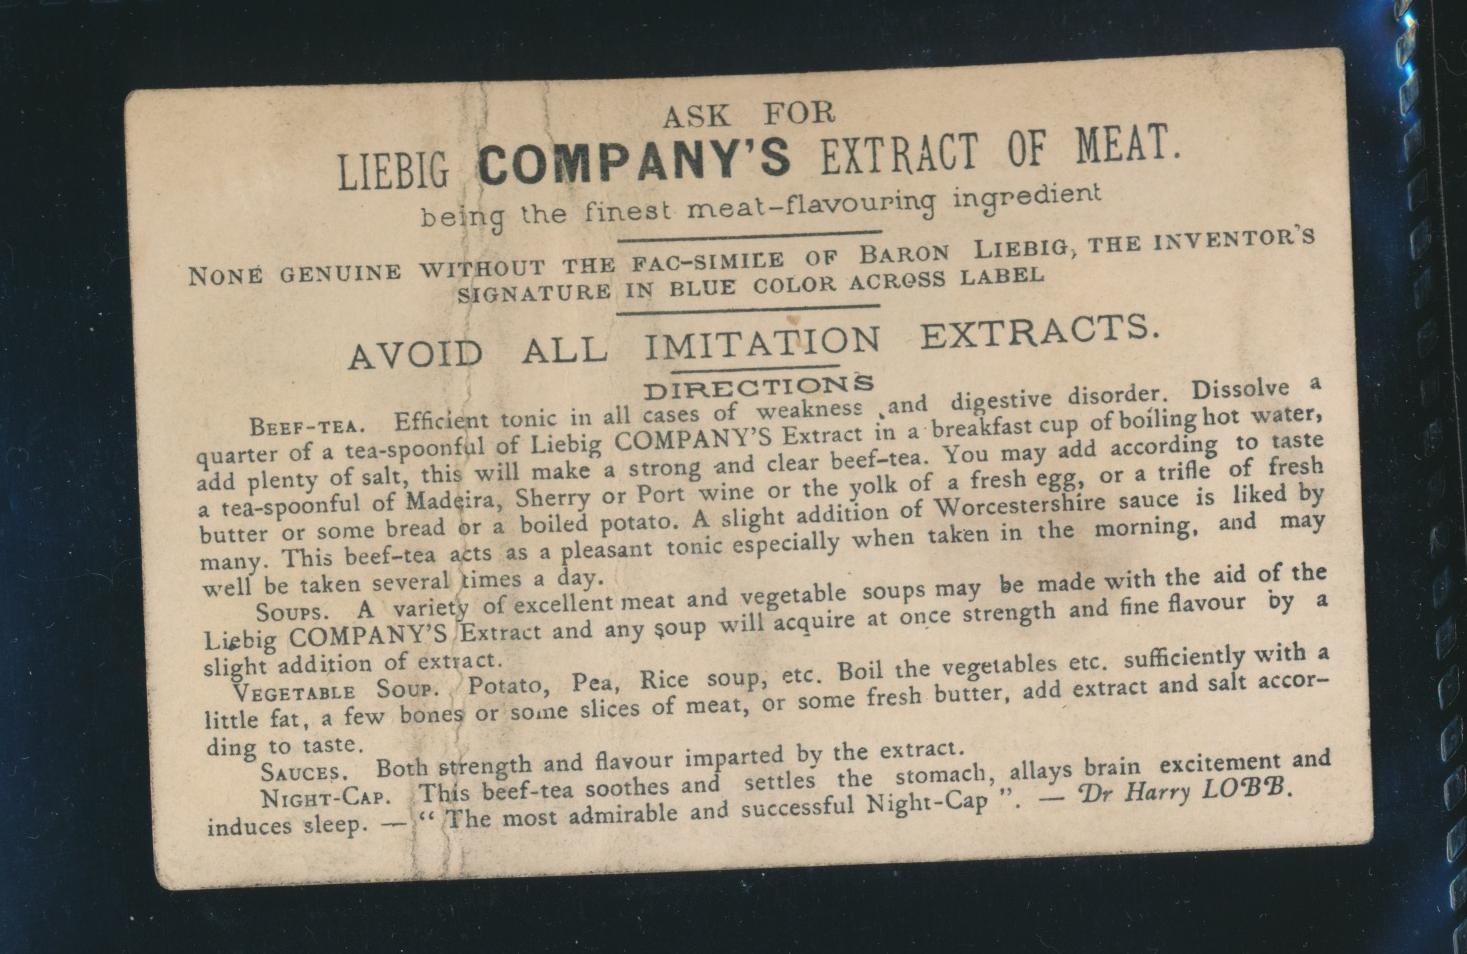 ASK FOR
LIEBIG COMPANY'S EXTRACT OF MEAT.
being the finest meat-flavouring ingredient
NONE GENUINE WITHOUT THE FAC-SIMILE OF BARON LIEBIG, THE INVENTOR'S
SIGNATURE IN BLUE COLOR ACROSS LABEL
AVOID ALL IMITATION EXTRACTS.
DIRECTIONS
BEEF-TEA. Efficient tonic in all cases of weakness and digestive disorder. Dissolve a
quarter of a tea-spoonful of Liebig COMPANY'S Extract in a breakfast cup of boiling hot water,
add plenty of salt, this will make a strong and clear beef-tea. You may add according to taste
a tea-spoonful of Madeira, Sherry or Port wine or the yolk of a fresh egg, or a trifle of fresh
butter or some bread or a boiled potato. A slight addition of Worcestershire sauce is liked by
many. This beef-tea acts as a pleasant tonic especially when taken in the morning, and may
well be taken several times a day.
SOUPS. A variety of excellent meat and vegetable soups may be made with the aid of the
Liebig COMPANY'S Extract and any soup will acquire at once strength and fine flavour by a
slight addition of extract.
VEGETABLE SOUP. Potato, Pea, Rice soup, etc. Boil the vegetables etc. sufficiently with a
little fat, a few bones or some slices of meat, or some fresh butter, add extract and salt accor-
ding to taste.
SAUCES. Both strength and flavour imparted by the extract.
NIGHT-CAP. This beef-tea soothes and settles the stomach, allays brain excitement and
induces sleep. — “ The most admirable and successful Night-Cap ”. — Dr Harry LOBB.